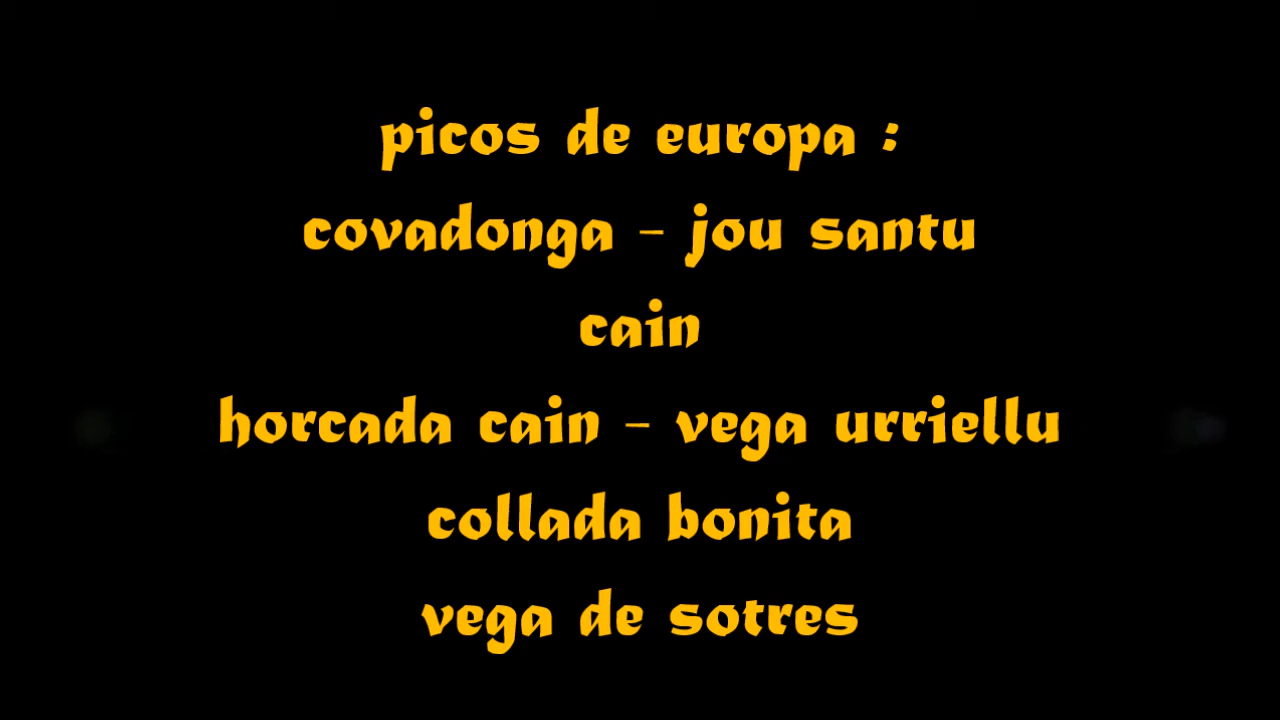 picos de europa :
covadonga - jou santu
cain
horcada cain - vega urriellu
collada bonita
vega de sotres